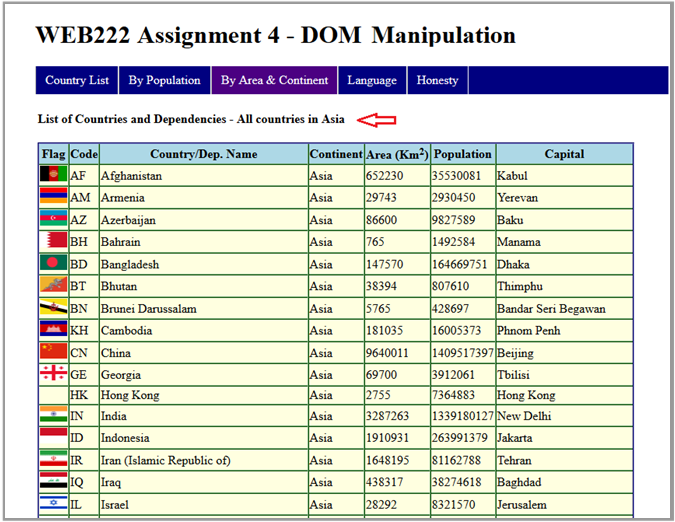 WEB222 Assignment 4 - DOM Manipulation
Country List By Population By Area & Continent Language Honesty
List of Countries and Dependencies - All countries in Asia
Flag Code Country/Dep. Name Continent Area (Km²) Population Capital
AF Afghanistan Asia 652230 35530081 Kabul
AM Armenia Asia 29743 2930450 Yerevan
AZ Azerbaijan Asia 86600 9827589 Baku
BH Bahrain Asia 765 1492584 Manama
BD Bangladesh Asia 147570 164669751 Dhaka
BT Bhutan Asia 38394 807610 Thimphu
BN Brunei Darussalam Asia 5765 428697 Bandar Seri Begawan
KH Cambodia Asia 181035 16005373 Phnom Penh
CN China Asia 9640011 1409517397 Beijing
GE Georgia Asia 69700 3912061 Tbilisi
HK Hong Kong Asia 2755 7364883 Hong Kong
IN India Asia 3287263 1339180127 New Delhi
ID Indonesia Asia 1910931 263991379 Jakarta
IR Iran (Islamic Republic of) Asia 1648195 81162788 Tehran
IQ Iraq Asia 438317 38274618 Baghdad
IL Israel Asia 28292 8321570 Jerusalem